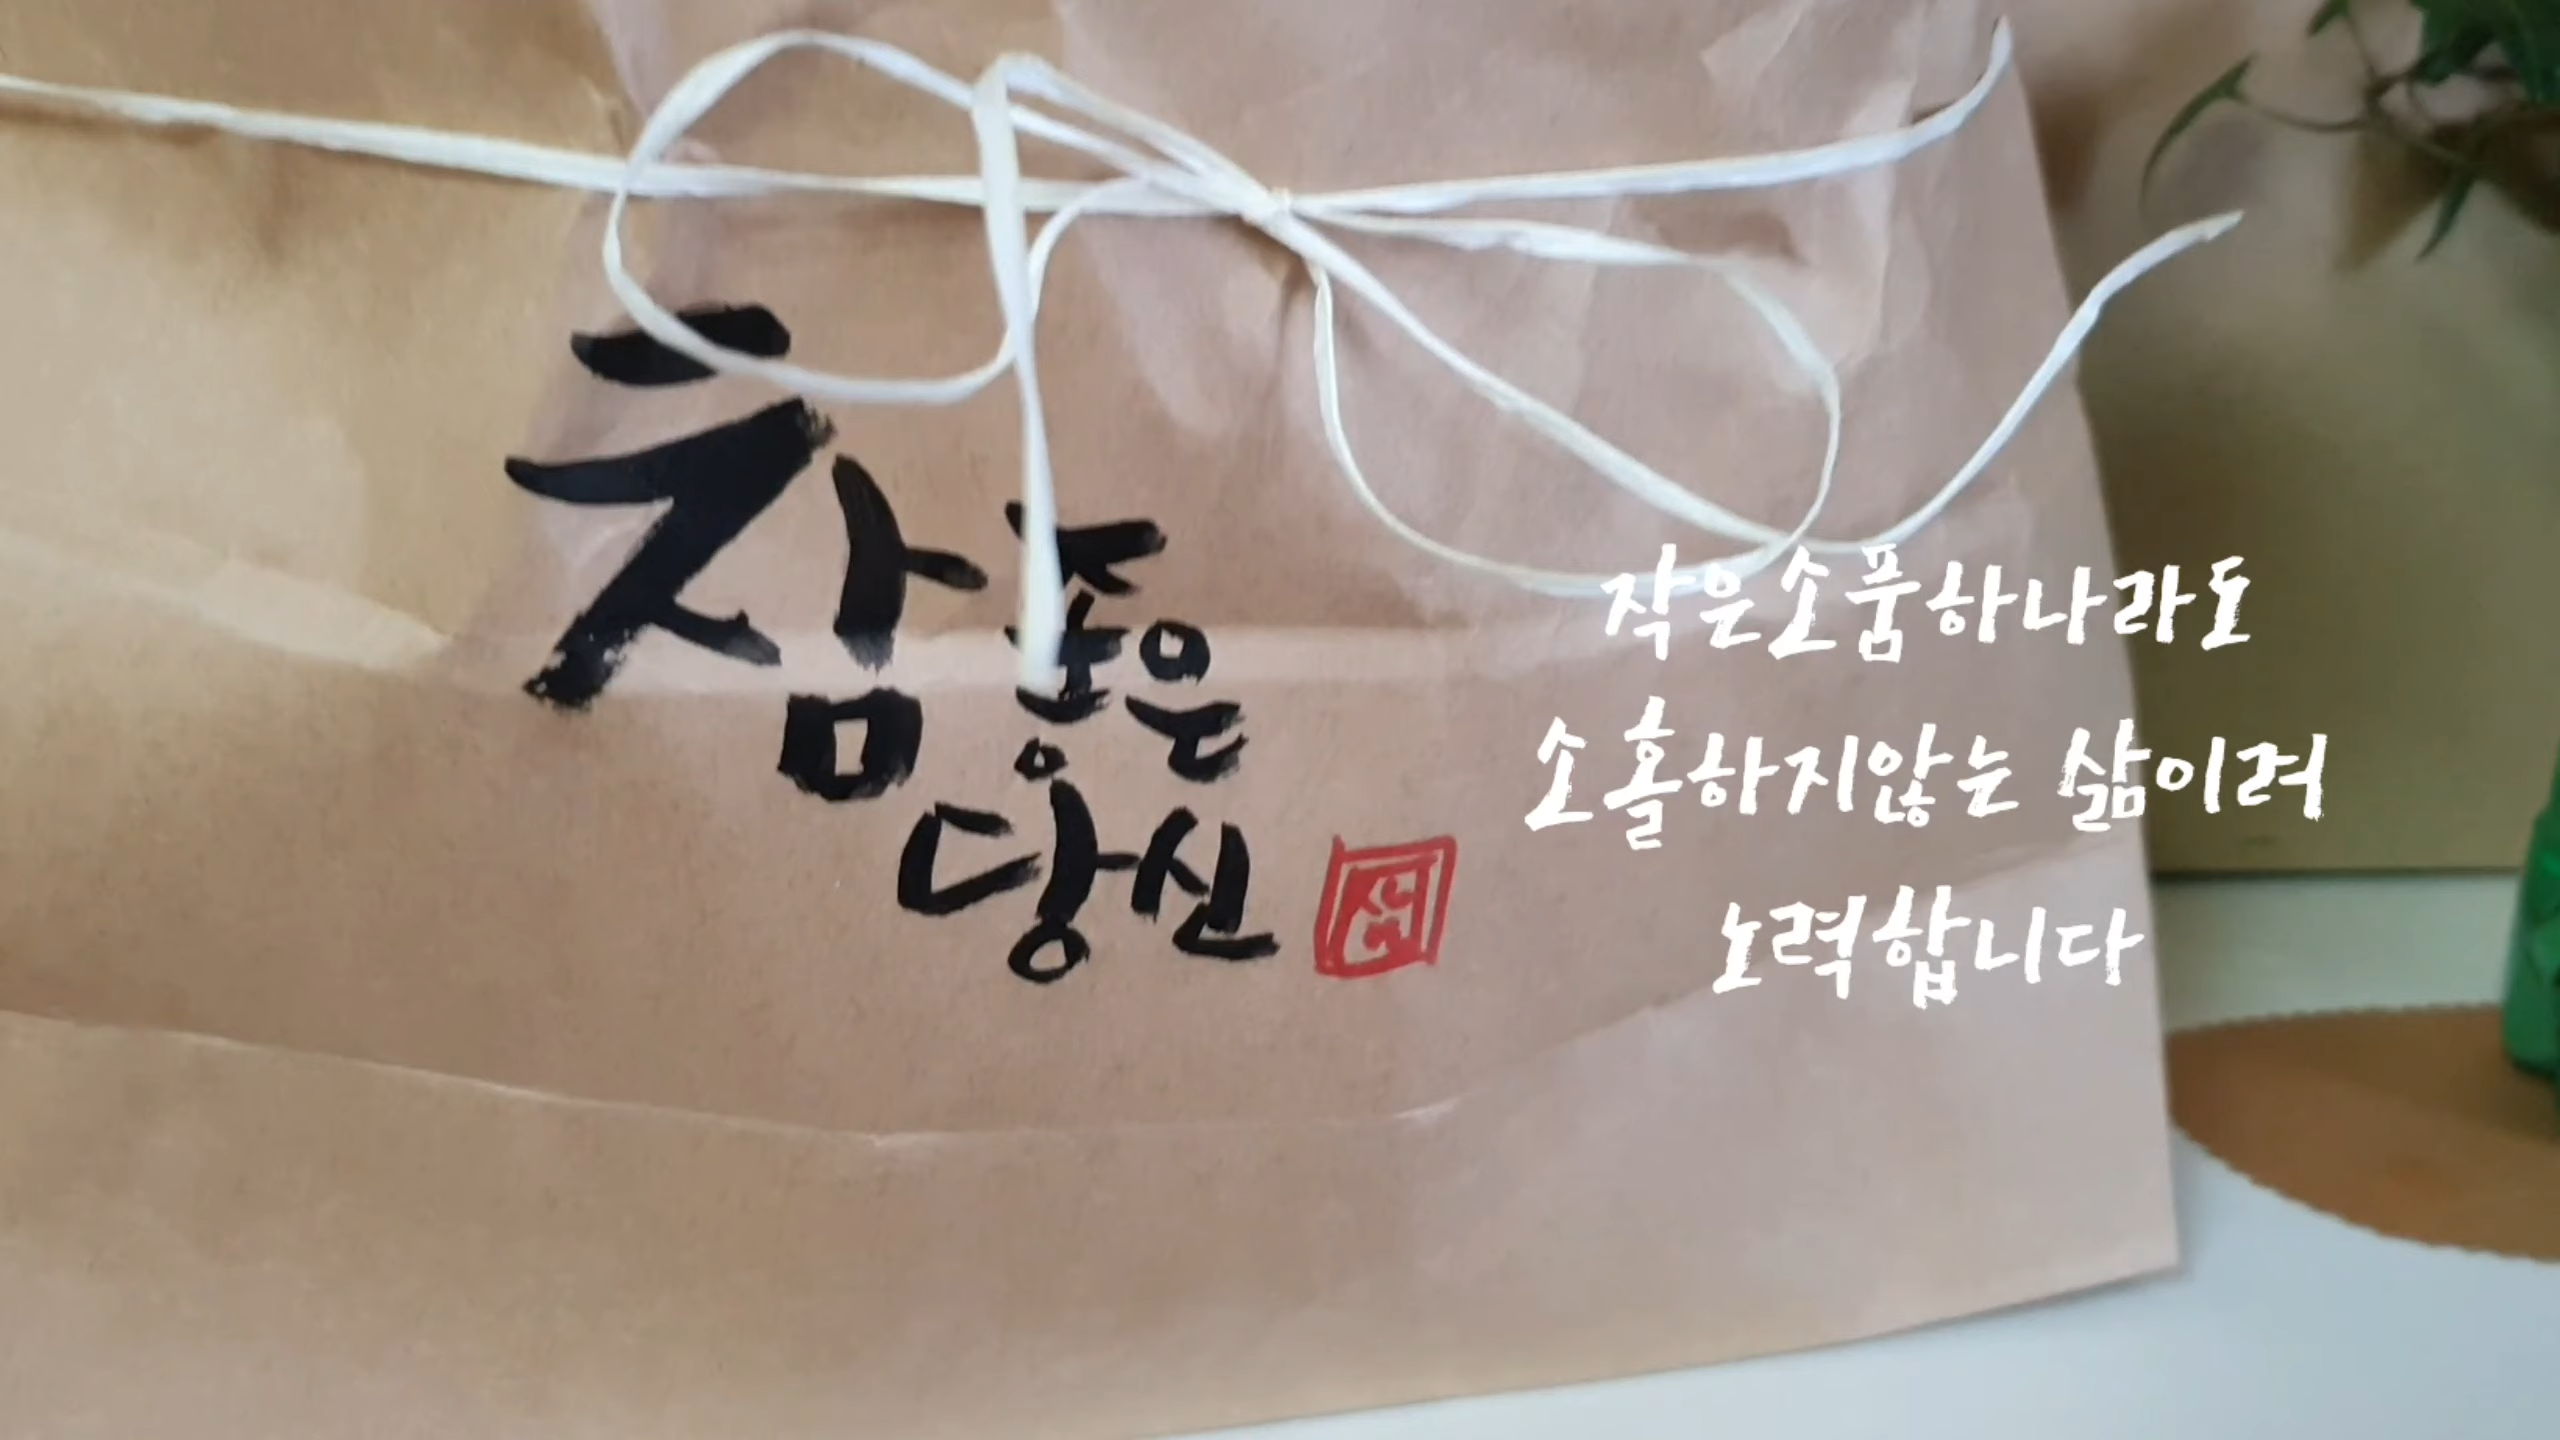 참 좋은
당신
작은소품하나라도
소홀하지않는 삶이려
노력합니다